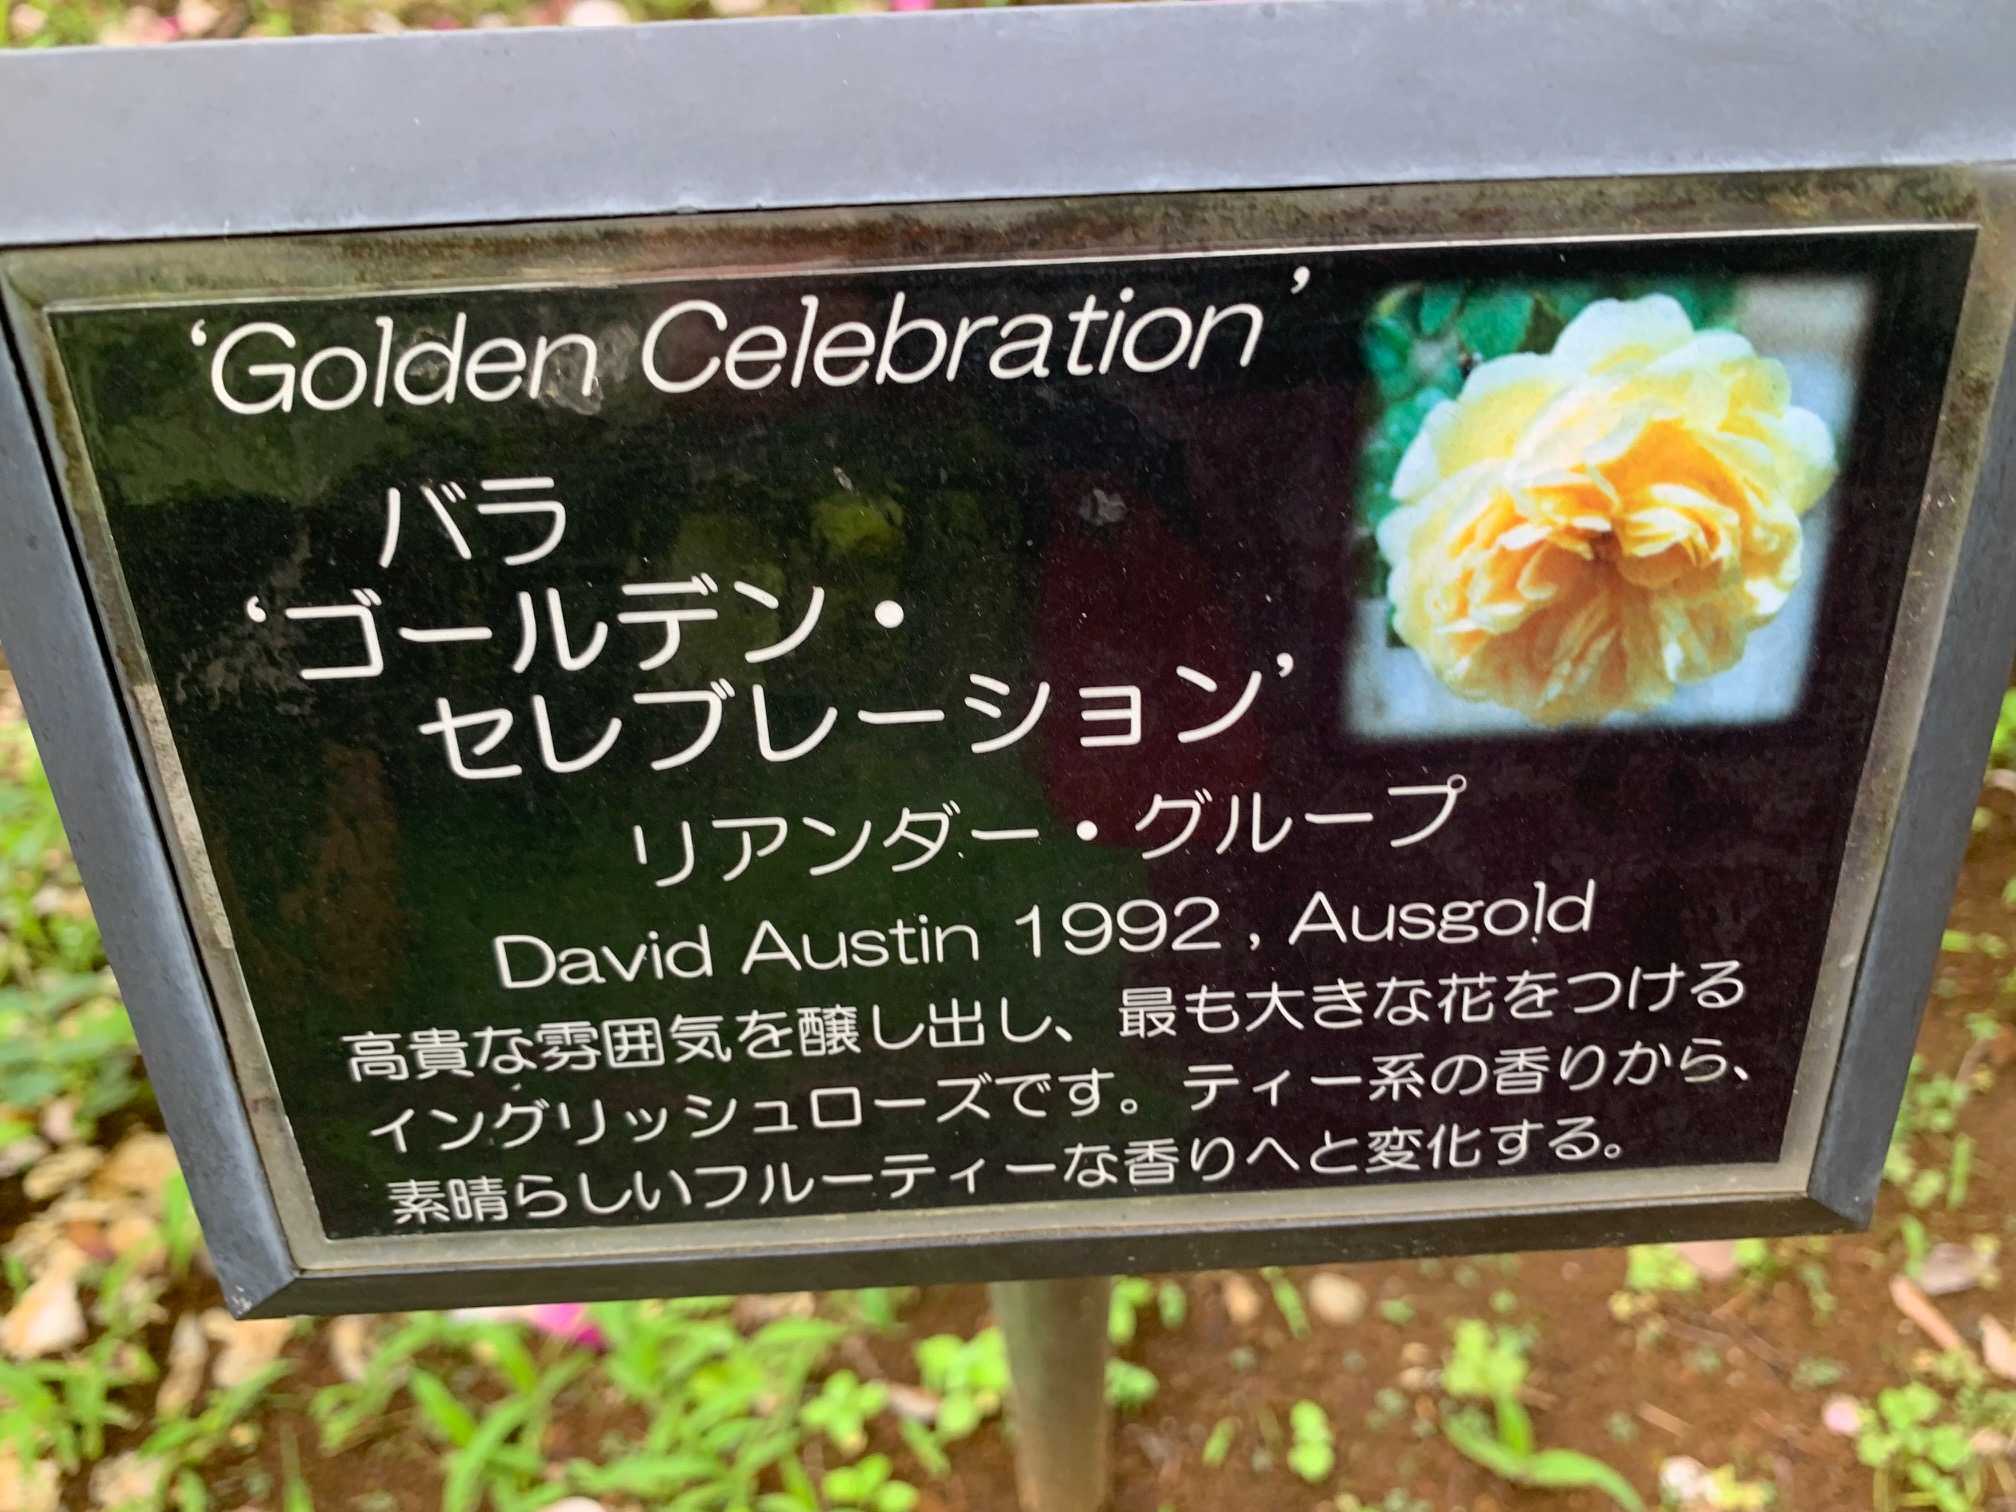 ‘Golden Celebration’
バラ
‘ゴールデン・
セレブレーション’
リアンダー・グループ
David Austin 1992 , Ausgold
高貴な雰囲気を醸し出し、最も大きな花をつける
イングリッシュローズです。ティー系の香りから、
素晴らしいフルーティーな香りへと変化する。